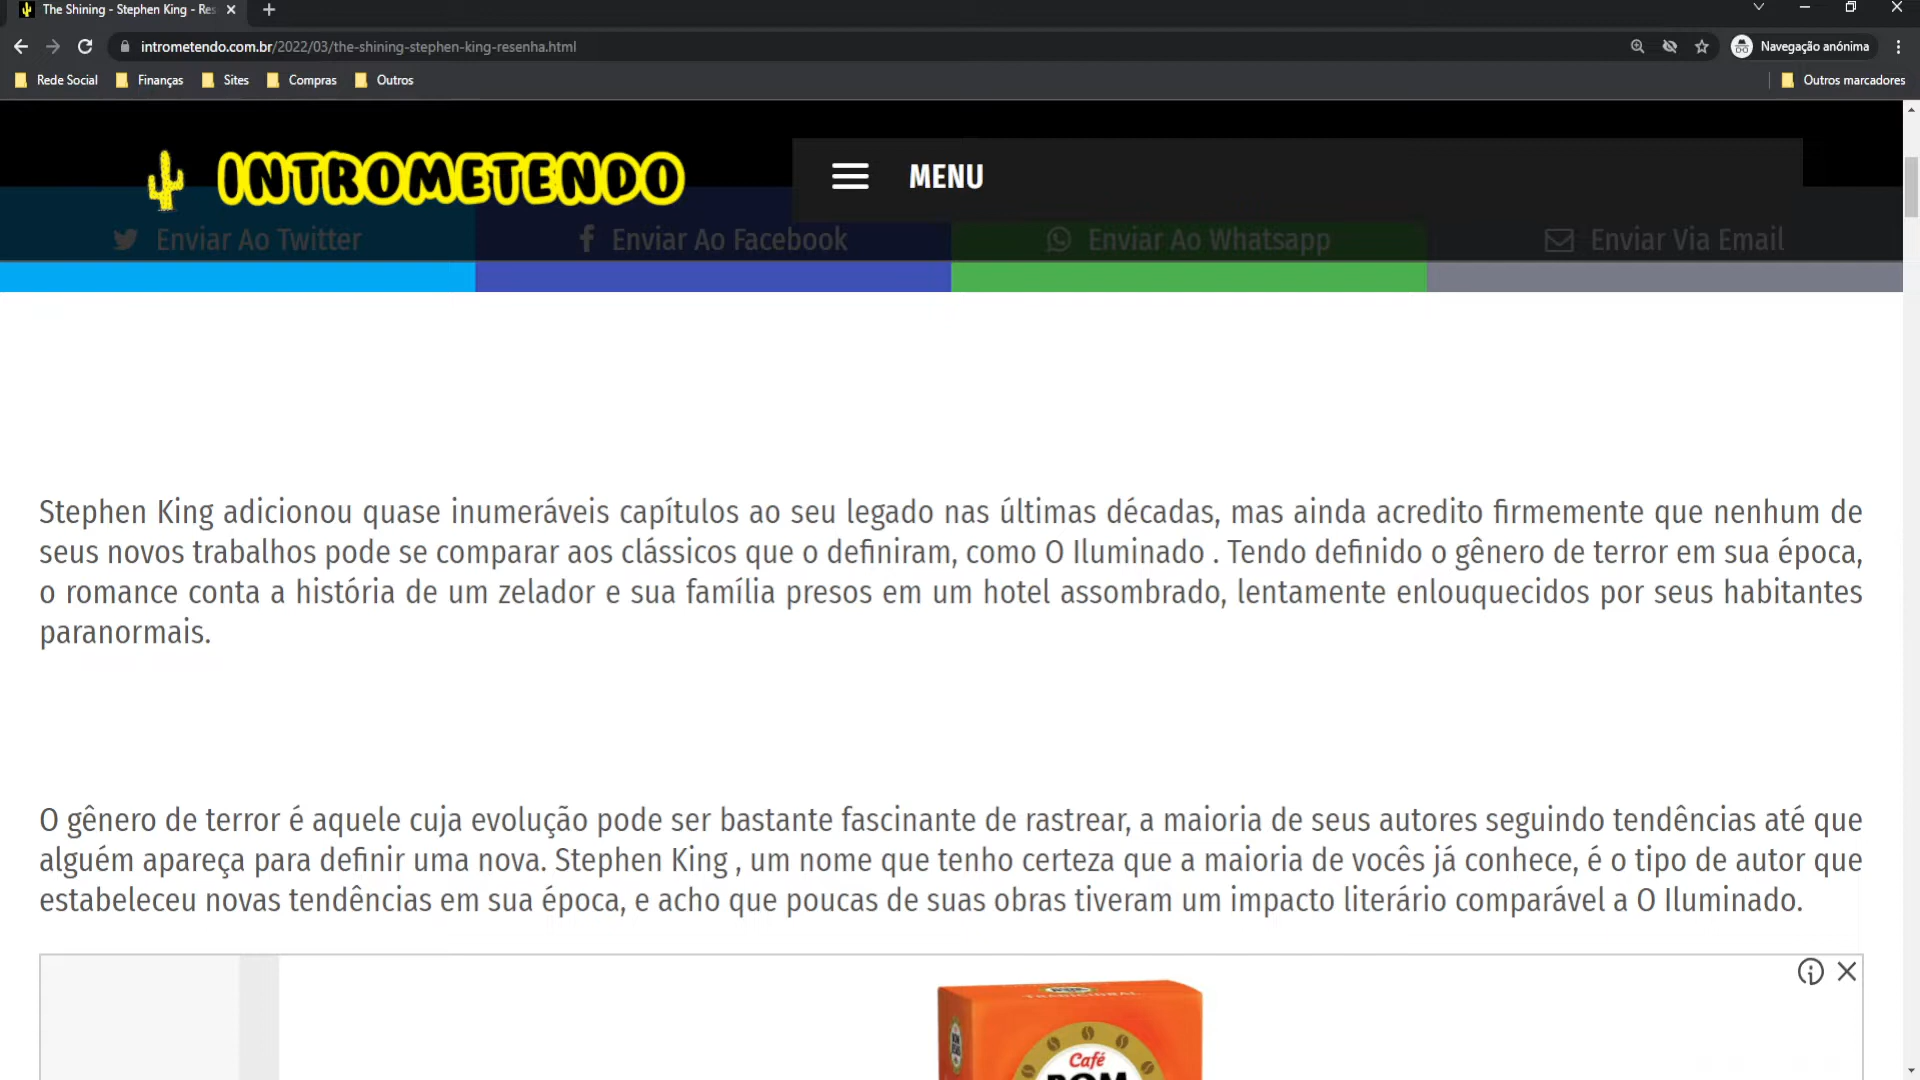 The Shining - Stephen King - Res
intrometendo.com.br/2022/03/the-shining-stephen-king-resenha.html
Navegação anónima
Rede Social
Finanças
Sites
Compras
Outros
Outros marcadores
INTROMETENDO
MENU
Enviar Ao Twitter
Enviar Ao Facebook
Enviar Ao Whatsapp
Enviar Via Email
Stephen King adicionou quase inumeráveis capítulos ao seu legado nas últimas décadas, mas ainda acredito firmemente que nenhum de
seus novos trabalhos pode se comparar aos clássicos que o definiram, como O Iluminado . Tendo definido o gênero de terror em sua época,
o romance conta a história de um zelador e sua família presos em um hotel assombrado, lentamente enlouquecidos por seus habitantes
paranormais.
O gênero de terror é aquele cuja evolução pode ser bastante fascinante de rastrear, a maioria de seus autores seguindo tendências até que
alguém apareça para definir uma nova. Stephen King , um nome que tenho certeza que a maioria de vocês já conhece, é o tipo de autor que
estabeleceu novas tendências em sua época, e acho que poucas de suas obras tiveram um impacto literário comparável a O Iluminado.
TRADICIONAL
Café
BOM